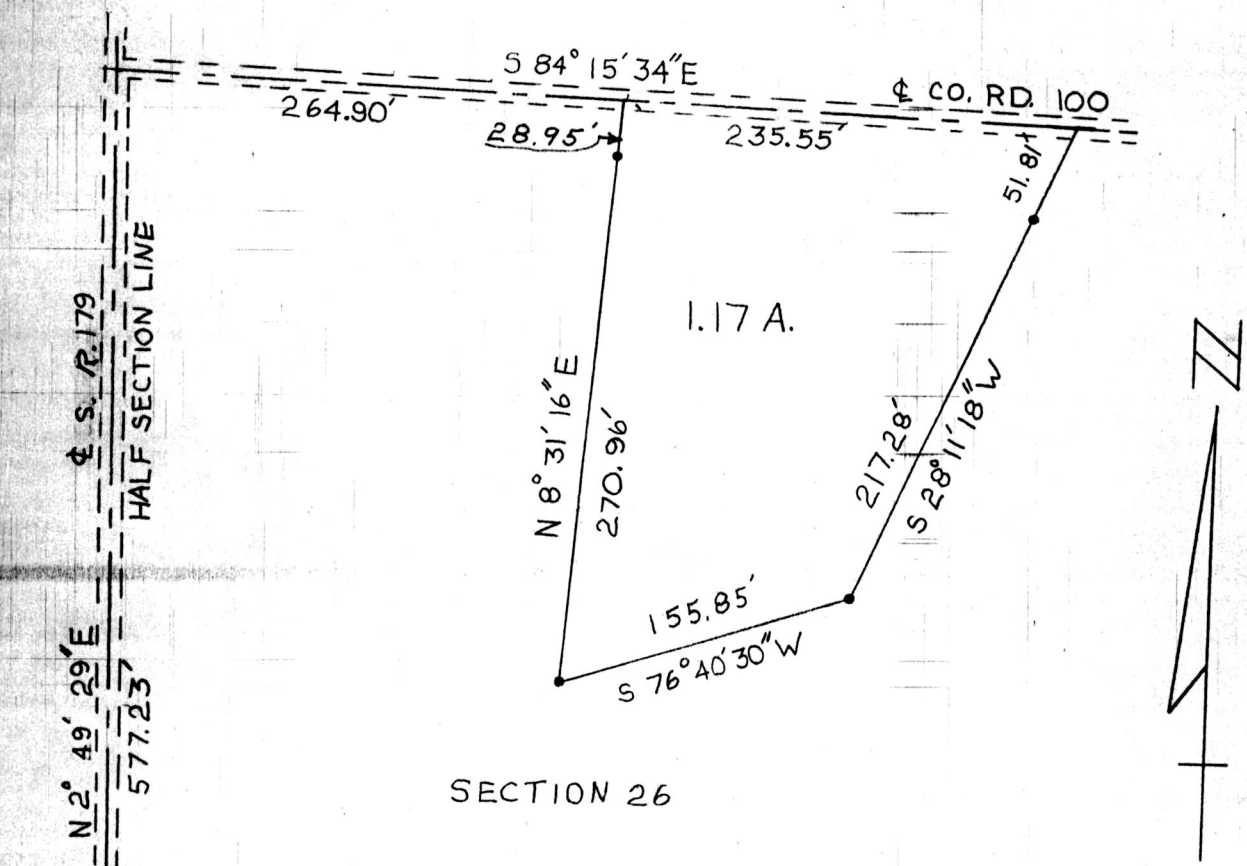 S 84° 15' 34" E
℄ CO. RD. 100
264.90'
28.95'
235.55'
51.81'
℄ S. R. 179
HALF SECTION LINE
1.17 A.
N 8° 31' 16" E
270.96'
217.28'
S 28° 11' 18" W
155.85'
S 76° 40' 30" W
N 2° 49' 29" E
577.23'
SECTION 26
N